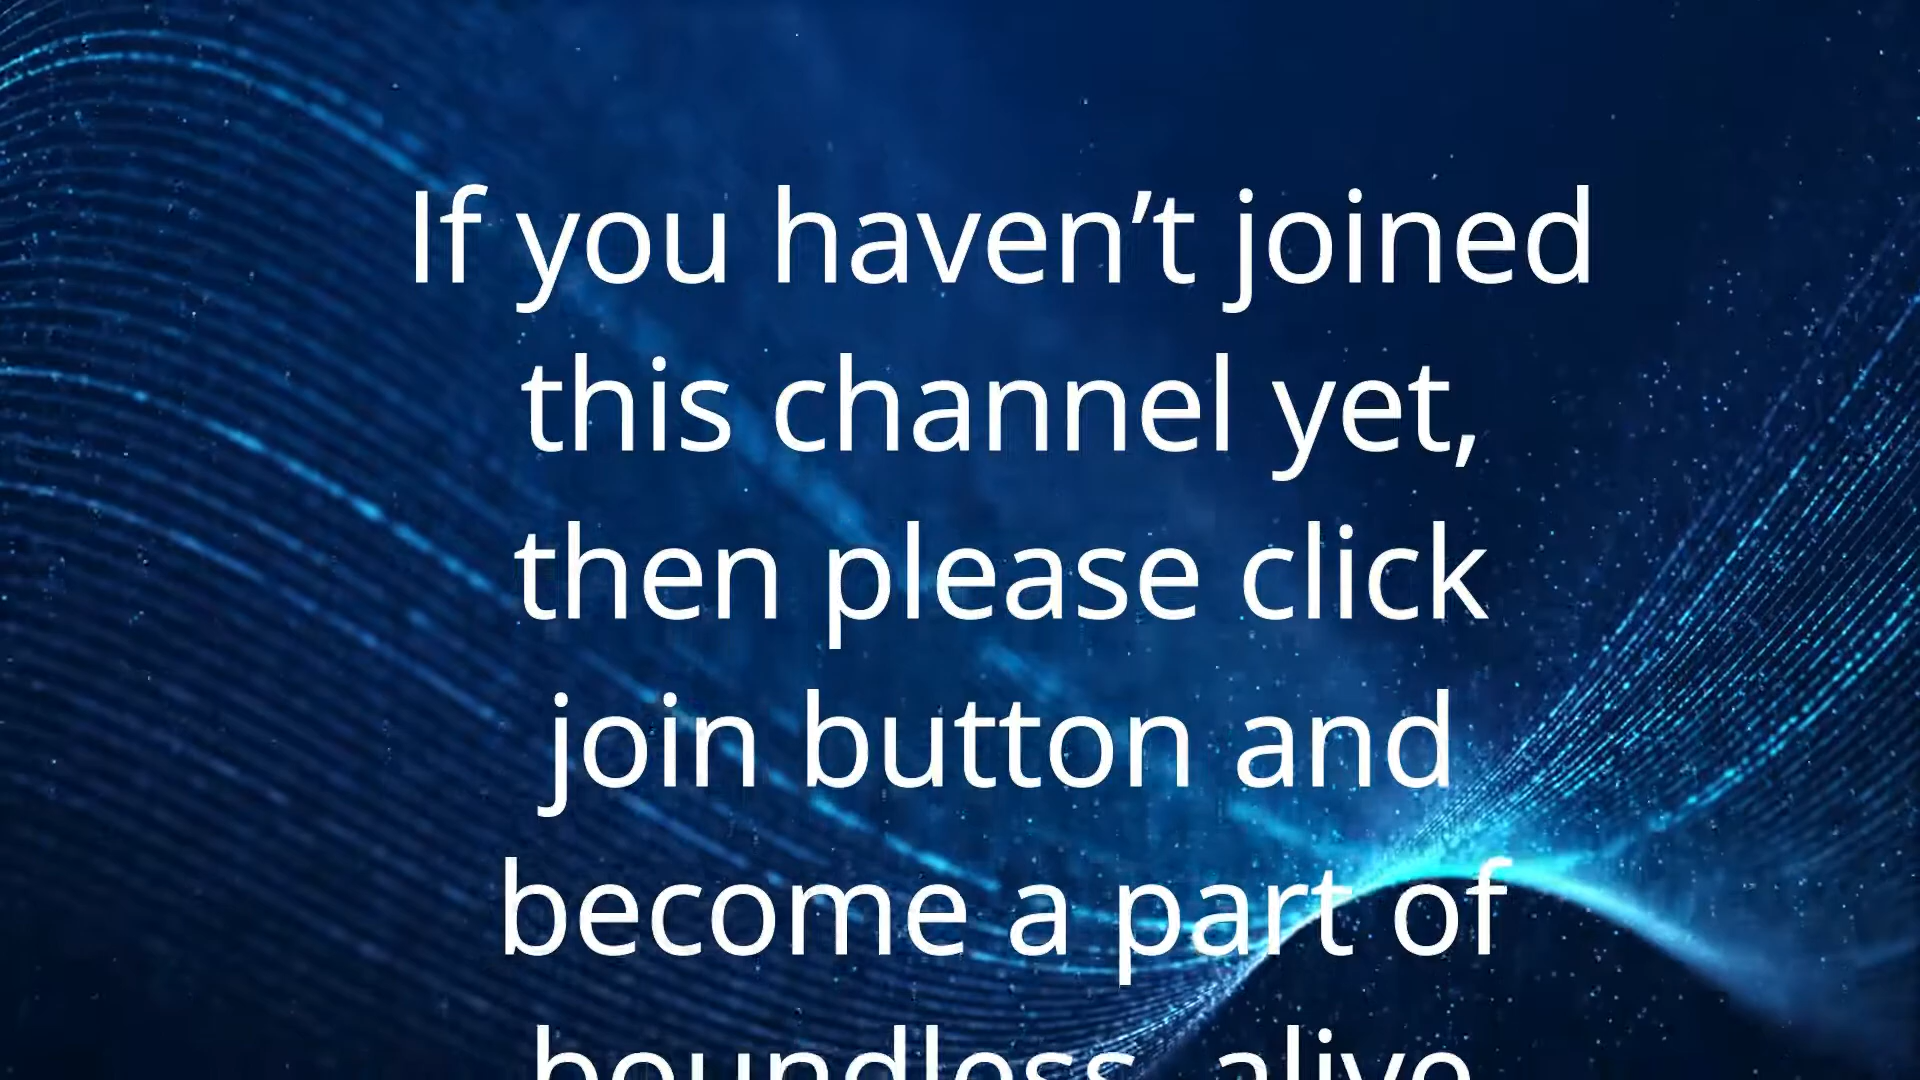 If you haven’t joined
this channel yet,
then please click
join button and
become a part of
boundless, alive